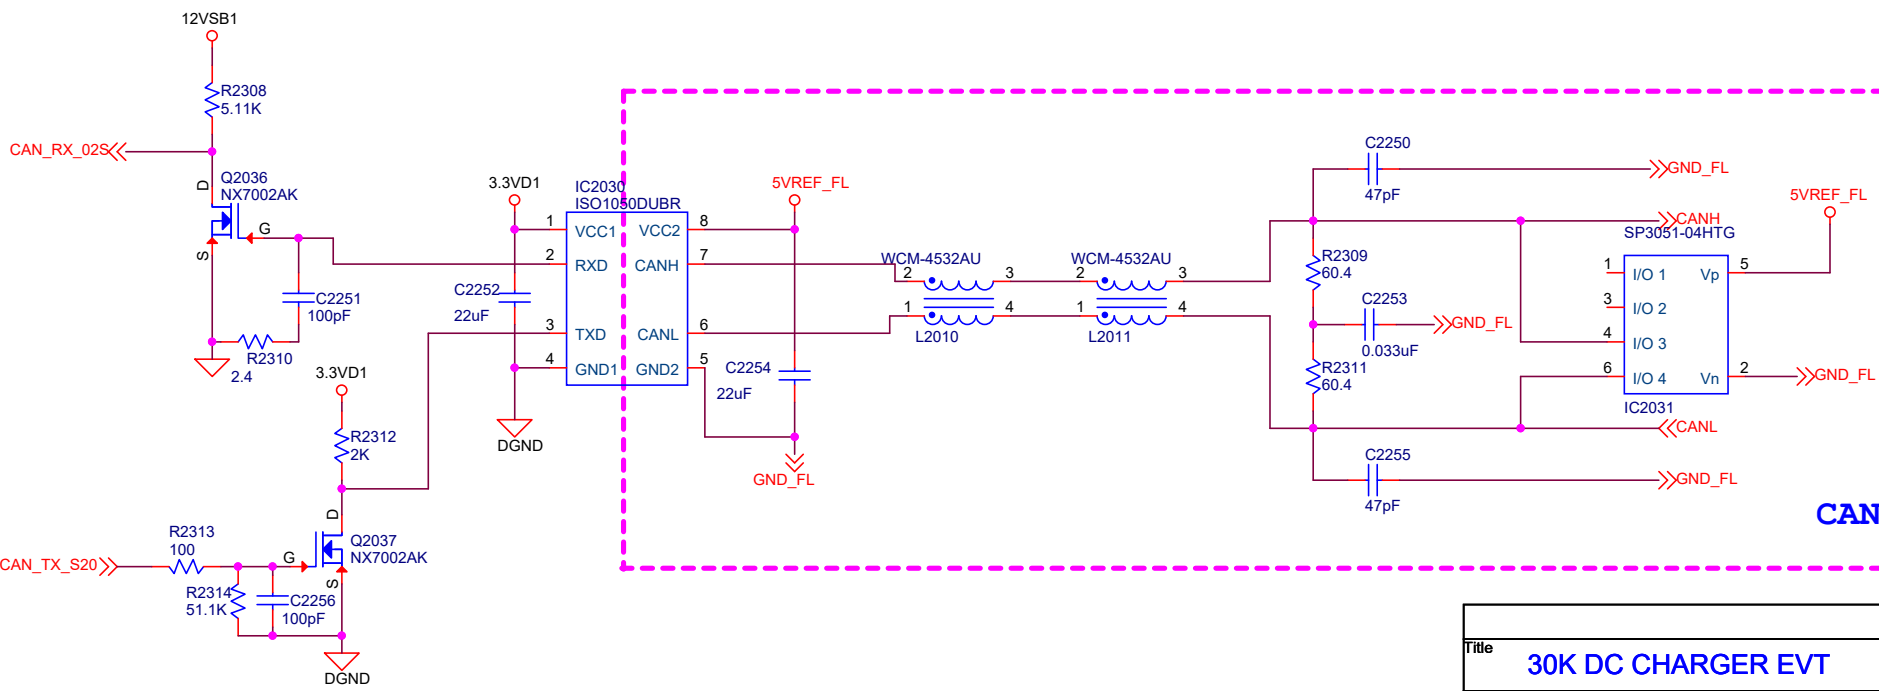 12VSB1
R2308
5.11K
CAN_RX_02S
D
Q2036
NX7002AK
G
S
C2251
100pF
R2310
2.4
3.3VD1
R2312
2K
D
Q2037
NX7002AK
G
S
R2313
100
CAN_TX_S20
R2314
51.1K
C2256
100pF
DGND
3.3VD1
C2252
22uF
DGND
IC2030
ISO1050DUBR
1 VCC1 VCC2 8
2 RXD CANH 7
3 TXD CANL 6
4 GND1 GND2 5
5VREF_FL
C2254
22uF
GND_FL
WCM-4532AU
2 3
1 4
L2010
WCM-4532AU
2 3
1 4
L2011
C2250
47pF
GND_FL
CANH
R2309
60.4
C2253
0.033uF
GND_FL
R2311
60.4
C2255
47pF
GND_FL
CANL
5VREF_FL
SP3051-04HTG
1 I/O 1 Vp 5
3 I/O 2
4 I/O 3
6 I/O 4 Vn 2
GND_FL
IC2031
CAN
Title
30K DC CHARGER EVT